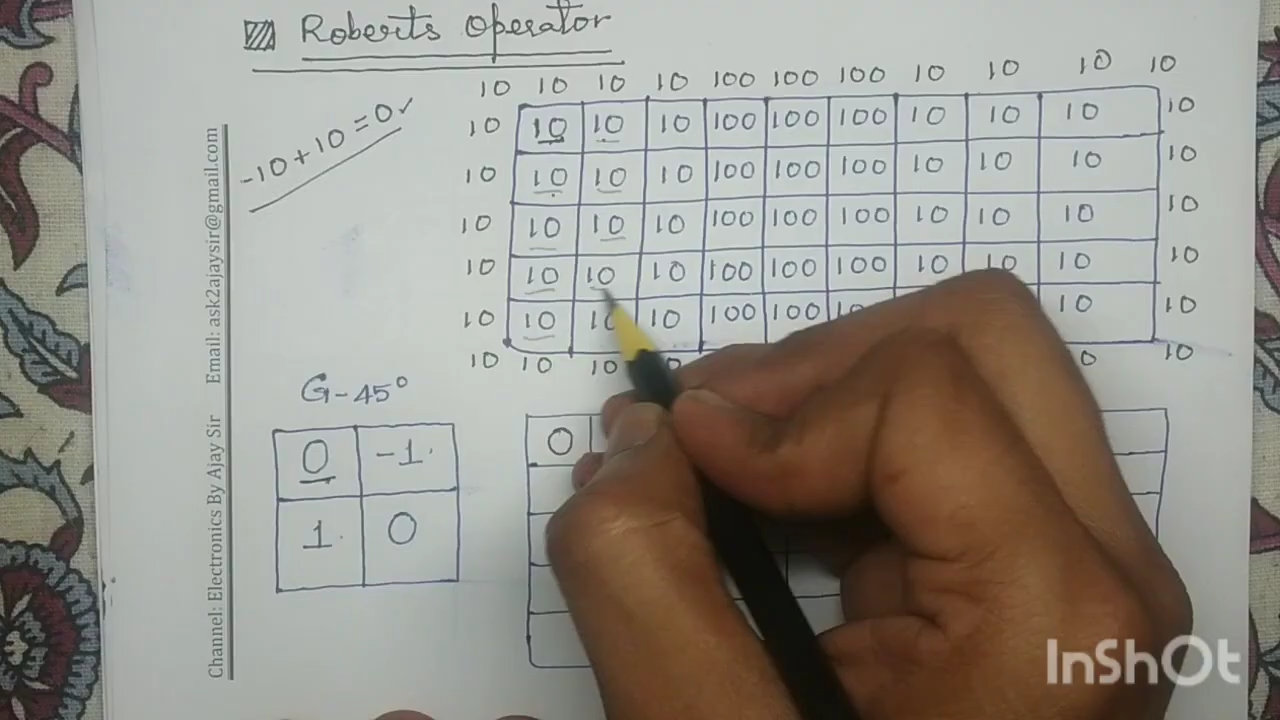 Roberts Operator
-10 + 10 = 0 ✓
10 10 10 10 100 100 100 10 10 10 10
10 10 10 10 100 100 100 10 10 10 10
10 10 10 10 100 100 100 10 10 10 10
10 10 10 10 100 100 100 10 10 10 10
10 10 10 10 100 100 100 10 10 10 10
10 10 10 10 100 100 10 10
10 10 10 10
G-45°
0 -1
1 0
0
Channel: Electronics By Ajay Sir Email: ask2ajaysir@gmail.com
InShOt